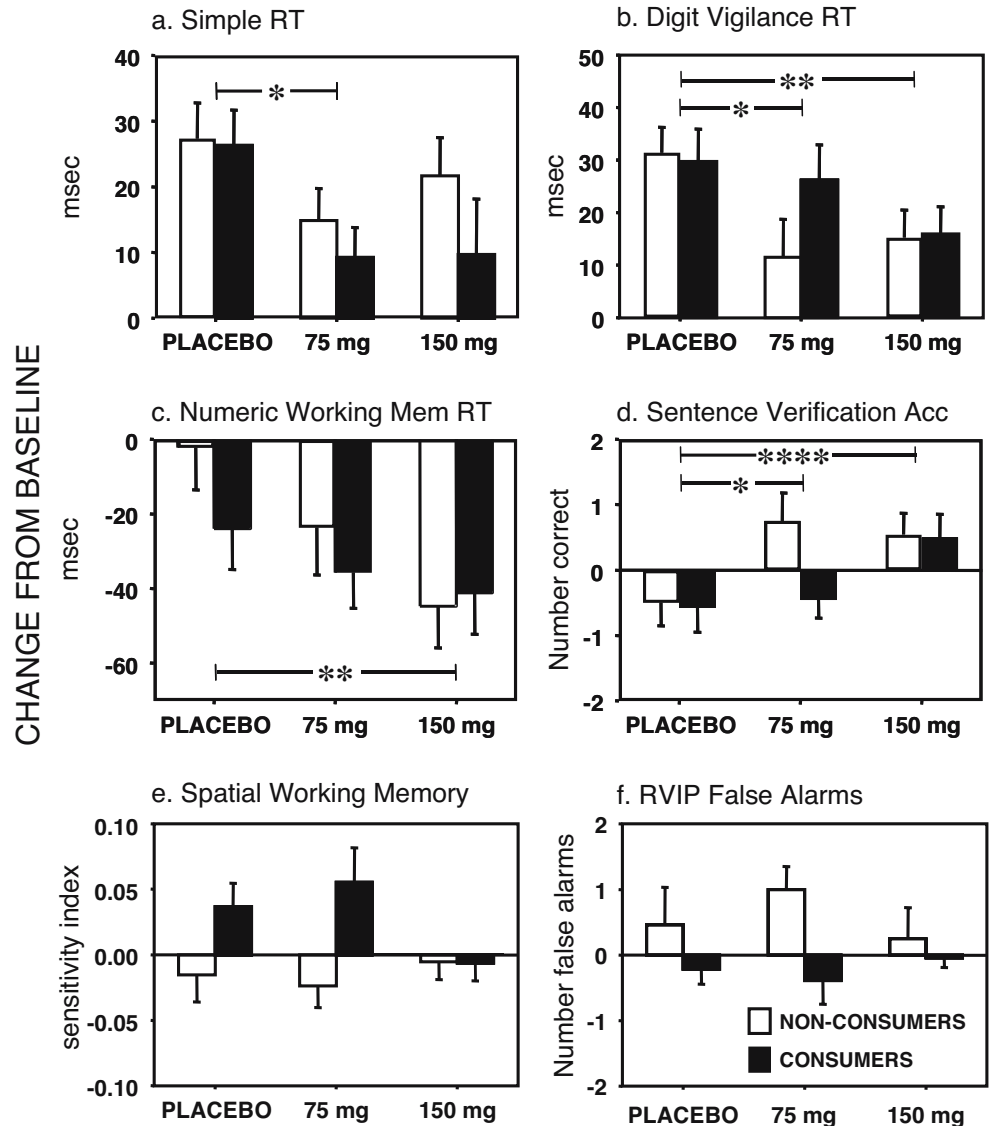 a. Simple RT
40
30
20
10
0
msec
*
PLACEBO 75 mg 150 mg
b. Digit Vigilance RT
50
40
30
20
10
0
msec
**
*
PLACEBO 75 mg 150 mg
CHANGE FROM BASELINE
c. Numeric Working Mem RT
0
-20
-40
-60
msec
**
PLACEBO 75 mg 150 mg
d. Sentence Verification Acc
2
1
0
-1
-2
Number correct
****
*
PLACEBO 75 mg 150 mg
e. Spatial Working Memory
0.10
0.05
0.00
-0.05
-0.10
sensitivity index
PLACEBO 75 mg 150 mg
f. RVIP False Alarms
2
1
0
-1
-2
Number false alarms
NON-CONSUMERS
CONSUMERS
PLACEBO 75 mg 150 mg